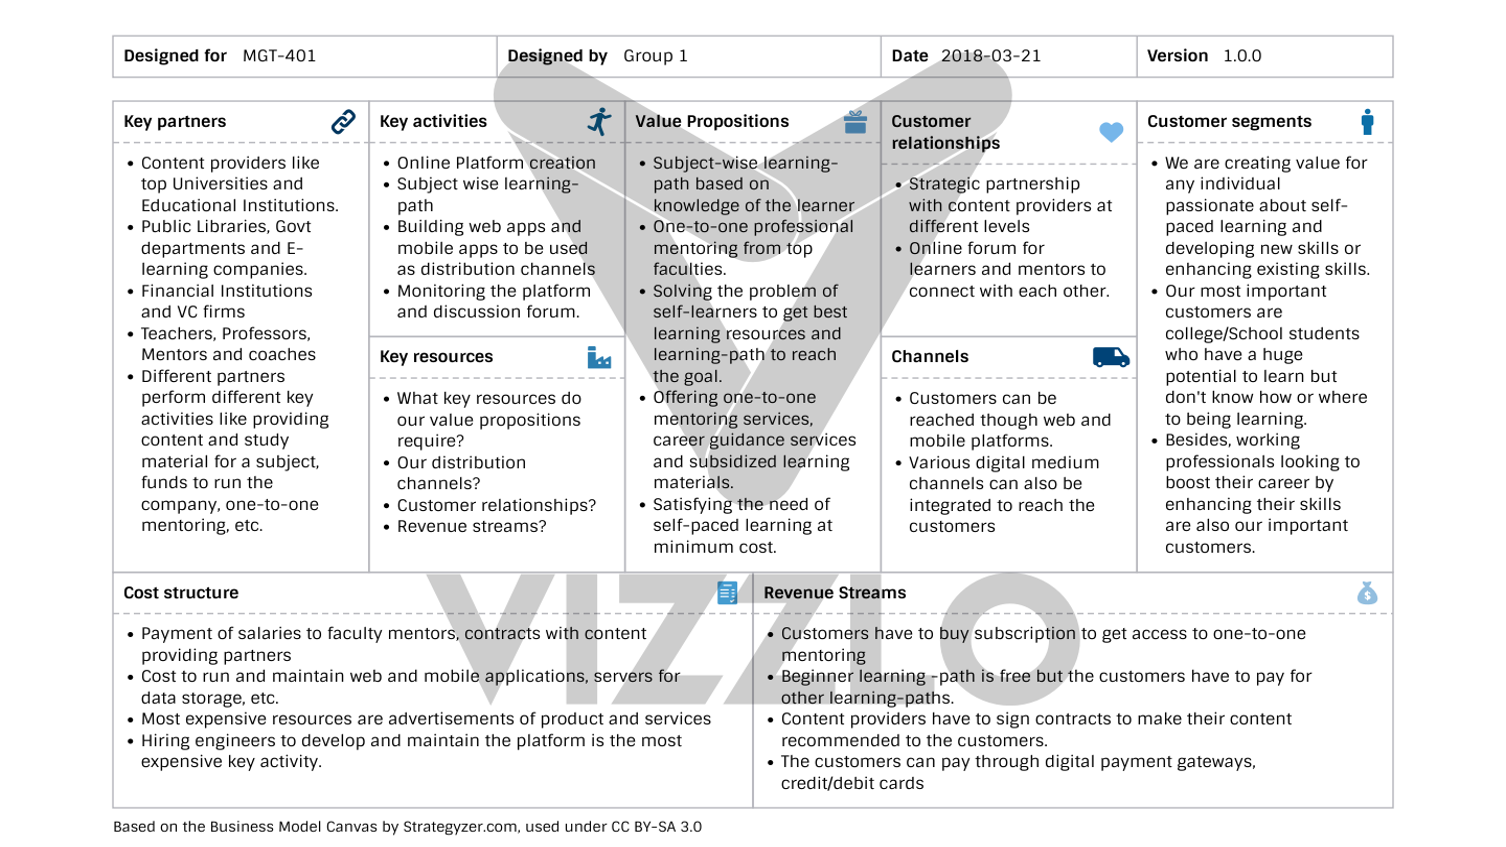 Designed for MGT-401
Designed by Group 1
Date 2018-03-21
Version 1.0.0
Key partners
• Content providers like
top Universities and
Educational Institutions.
• Public Libraries, Govt
departments and E-
learning companies.
• Financial Institutions
and VC firms
• Teachers, Professors,
Mentors and coaches
• Different partners
perform different key
activities like providing
content and study
material for a subject,
funds to run the
company, one-to-one
mentoring, etc.
Key activities
• Online Platform creation
• Subject wise learning-
path
• Building web apps and
mobile apps to be used
as distribution channels
• Monitoring the platform
and discussion forum.
Key resources
• What key resources do
our value propositions
require?
• Our distribution
channels?
• Customer relationships?
• Revenue streams?
Value Propositions
• Subject-wise learning-
path based on
knowledge of the learner
• One-to-one professional
mentoring from top
faculties.
• Solving the problem of
self-learners to get best
learning resources and
learning-path to reach
the goal.
• Offering one-to-one
mentoring services,
career guidance services
and subsidized learning
materials.
• Satisfying the need of
self-paced learning at
minimum cost.
Customer
relationships
• Strategic partnership
with content providers at
different levels
• Online forum for
learners and mentors to
connect with each other.
Channels
• Customers can be
reached though web and
mobile platforms.
• Various digital medium
channels can also be
integrated to reach the
customers
Customer segments
• We are creating value for
any individual
passionate about self-
paced learning and
developing new skills or
enhancing existing skills.
• Our most important
customers are
college/School students
who have a huge
potential to learn but
don't know how or where
to being learning.
• Besides, working
professionals looking to
boost their career by
enhancing their skills
are also our important
customers.
Cost structure
• Payment of salaries to faculty mentors, contracts with content
providing partners
• Cost to run and maintain web and mobile applications, servers for
data storage, etc.
• Most expensive resources are advertisements of product and services
• Hiring engineers to develop and maintain the platform is the most
expensive key activity.
Revenue Streams
• Customers have to buy subscription to get access to one-to-one
mentoring
• Beginner learning -path is free but the customers have to pay for
other learning-paths.
• Content providers have to sign contracts to make their content
recommended to the customers.
• The customers can pay through digital payment gateways,
credit/debit cards
VIZZLO
Based on the Business Model Canvas by Strategyzer.com, used under CC BY-SA 3.0